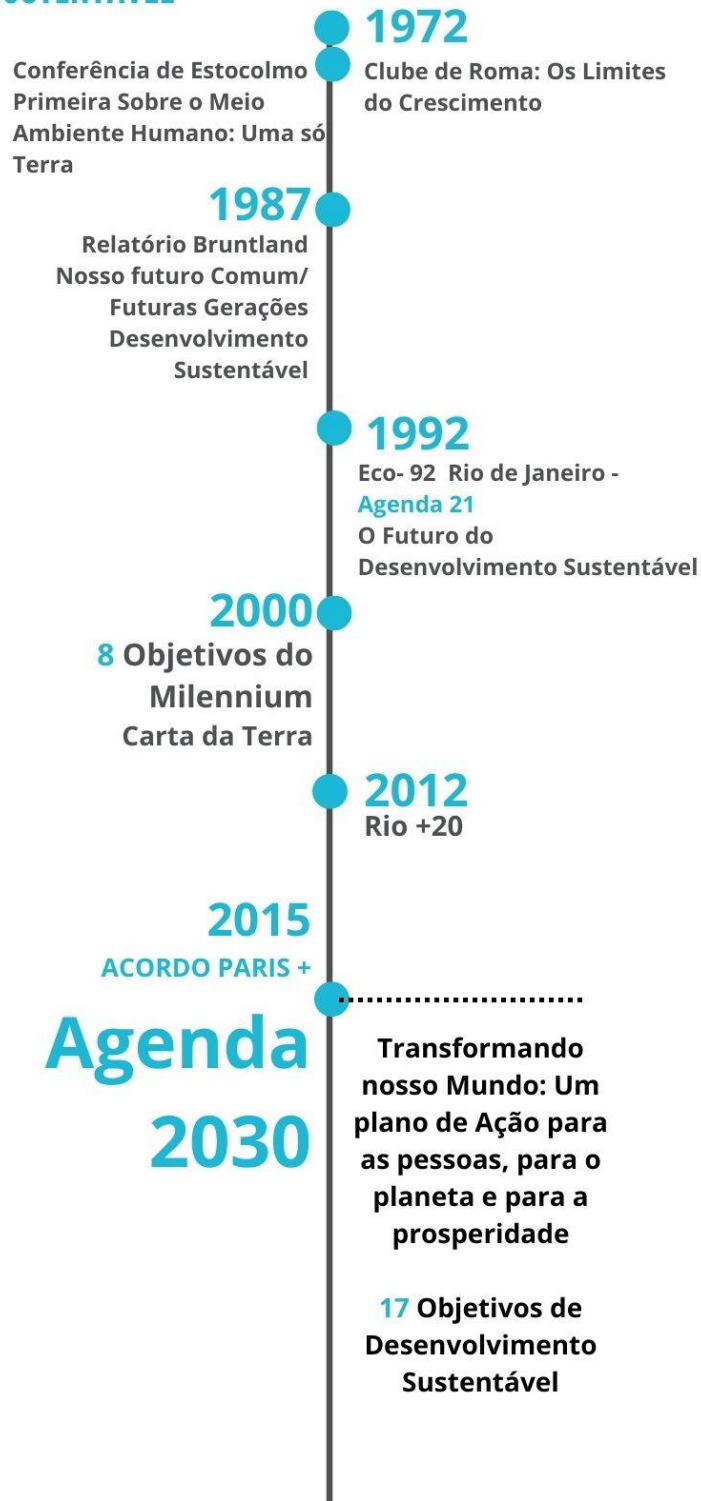 1972
Conferência de Estocolmo
Primeira Sobre o Meio
Ambiente Humano: Uma só
Terra
Clube de Roma: Os Limites
do Crescimento
1987
Relatório Bruntland
Nosso futuro Comum/
Futuras Gerações
Desenvolvimento
Sustentável
1992
Eco- 92 Rio de Janeiro -
Agenda 21
O Futuro do
Desenvolvimento Sustentável
2000
8 Objetivos do
Milennium
Carta da Terra
2012
Rio +20
2015
ACORDO PARIS +
Agenda
2030
Transformando
nosso Mundo: Um
plano de Ação para
as pessoas, para o
planeta e para a
prosperidade
17 Objetivos de
Desenvolvimento
Sustentável